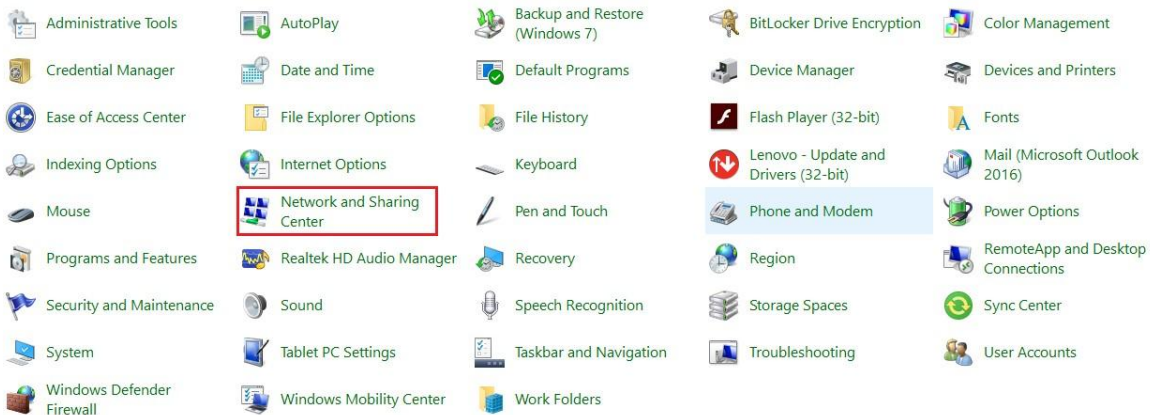 Administrative Tools
AutoPlay
Backup and Restore
(Windows 7)
BitLocker Drive Encryption
Color Management
Credential Manager
Date and Time
Default Programs
Device Manager
Devices and Printers
Ease of Access Center
File Explorer Options
File History
Flash Player (32-bit)
Fonts
Indexing Options
Internet Options
Keyboard
Lenovo - Update and
Drivers (32-bit)
Mail (Microsoft Outlook
2016)
Mouse
Network and Sharing
Center
Pen and Touch
Phone and Modem
Power Options
Programs and Features
Realtek HD Audio Manager
Recovery
Region
RemoteApp and Desktop
Connections
Security and Maintenance
Sound
Speech Recognition
Storage Spaces
Sync Center
System
Tablet PC Settings
Taskbar and Navigation
Troubleshooting
User Accounts
Windows Defender
Firewall
Windows Mobility Center
Work Folders